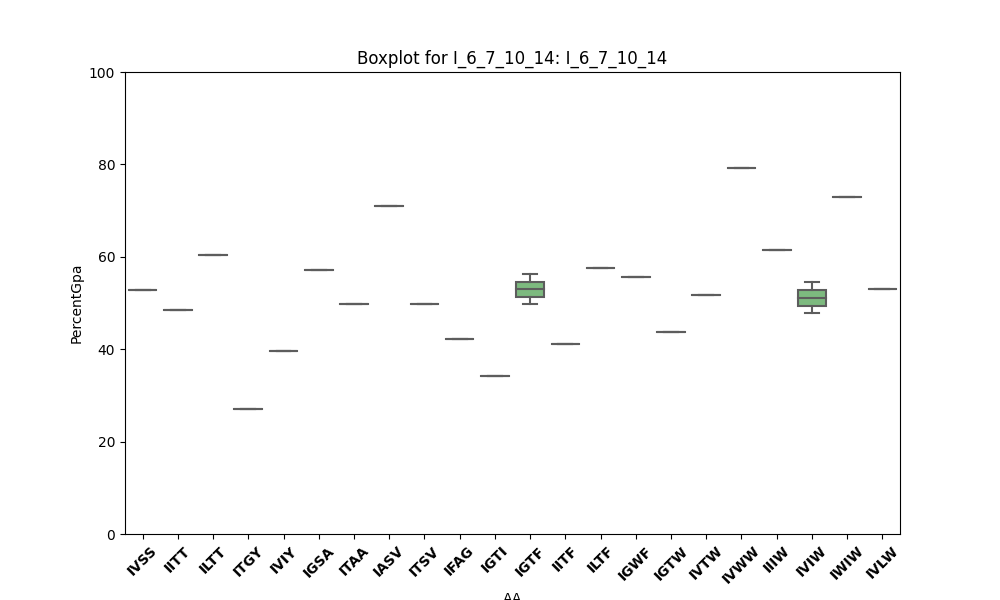 Boxplot for I_6_7_10_14: I_6_7_10_14
100
80
60
40
20
0
PercentGpa
IVSS IITT ILTT ITGY IVIY IGSA ITAA IASV ITSV IFAG IGTI IGTF IITF ILTF IGWF IGTW IVTW IVWW IIIW IVIW IWIW IVLW
AA